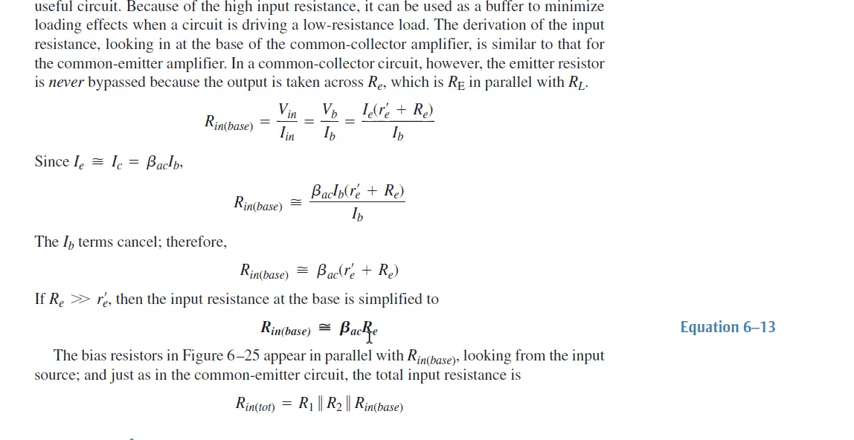 useful circuit. Because of the high input resistance, it can be used as a buffer to minimize
loading effects when a circuit is driving a low-resistance load. The derivation of the input
resistance, looking in at the base of the common-collector amplifier, is similar to that for
the common-emitter amplifier. In a common-collector circuit, however, the emitter resistor
is never bypassed because the output is taken across Re, which is RE in parallel with RL.
Rin(base) = Vin/Iin = Vb/Ib = Ie(r′e + Re)/Ib
Since Ie ≅ Ic = βacIb,
Rin(base) ≅ βacIb(r′e + Re)/Ib
The Ib terms cancel; therefore,
Rin(base) ≅ βac(r′e + Re)
If Re >> r′e, then the input resistance at the base is simplified to
Rin(base) ≅ βacRe Equation 6–13
The bias resistors in Figure 6–25 appear in parallel with Rin(base), looking from the input
source; and just as in the common-emitter circuit, the total input resistance is
Rin(tot) = R1 || R2 || Rin(base)